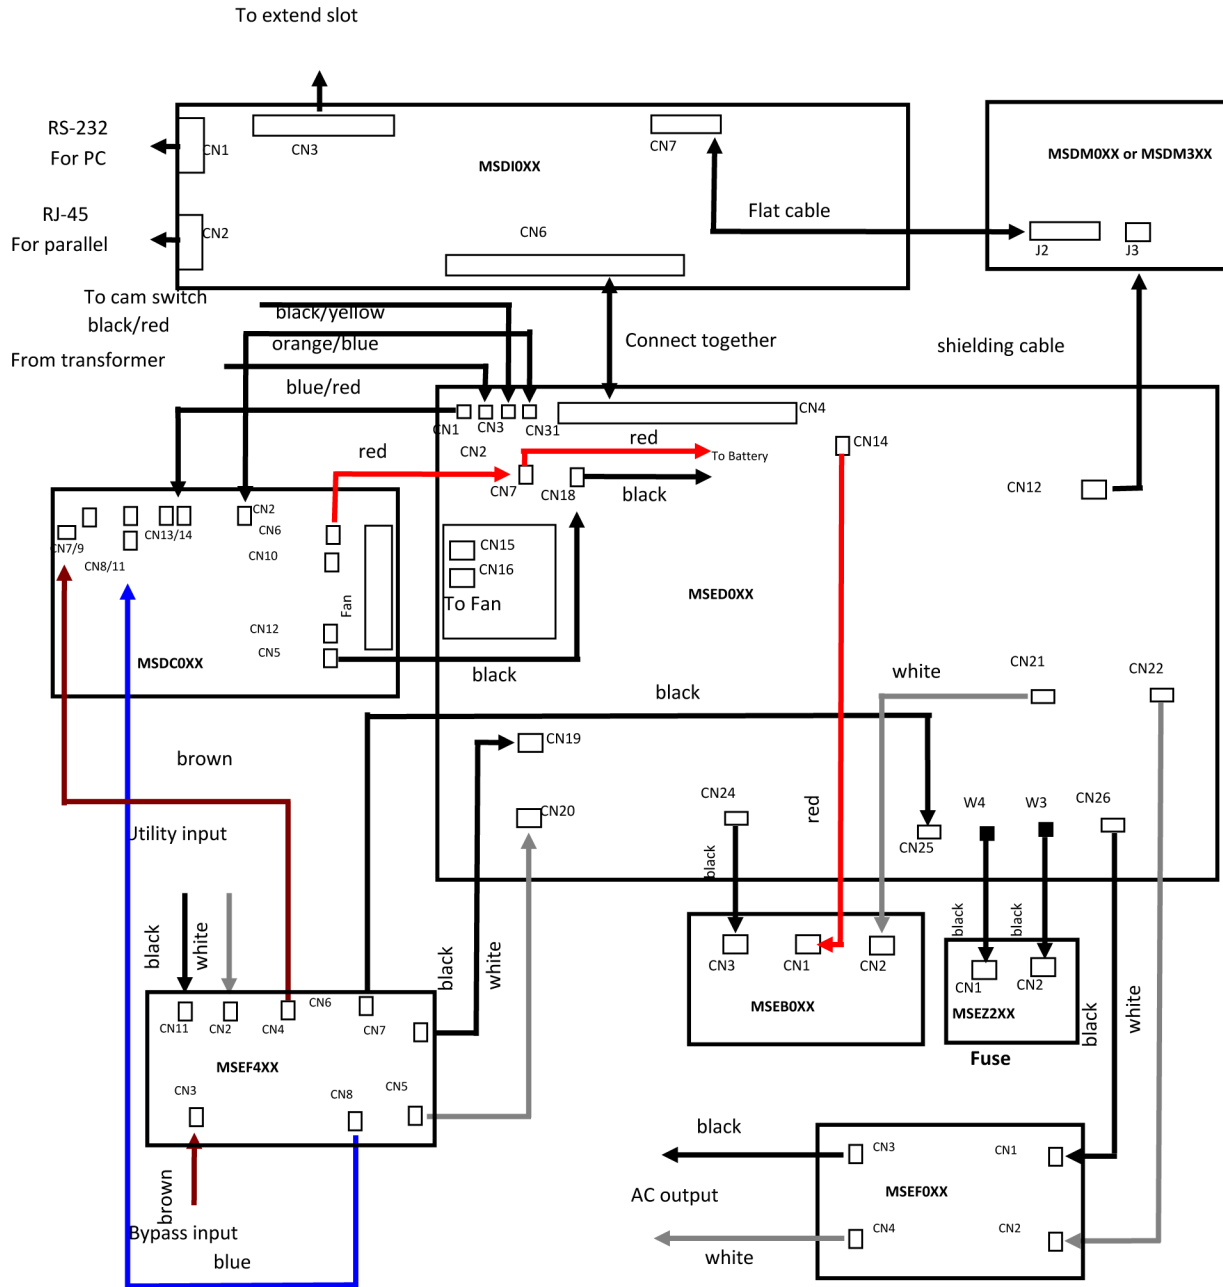 To extend slot
RS-232
For PC
CN1
CN3
CN7
MSDI0XX
MSDM0XX or MSDM3XX
RJ-45
For parallel
CN2
CN6
Flat cable
J2
J3
To cam switch
black/red
black/yellow
orange/blue
From transformer
blue/red
Connect together
shielding cable
CN1
CN3
CN31
CN4
CN2
red
red
To Battery
CN14
CN7
CN18
black
CN12
CN7/9
CN8/11
CN13/14
CN2
CN6
CN10
Fan
CN12
CN5
MSDC0XX
CN15
CN16
To Fan
MSED0XX
black
black
white
CN21
CN22
brown
CN19
CN20
CN24
red
CN25
W4
W3
CN26
Utility input
black
black
white
black
white
black
black
CN11
CN2
CN4
CN6
CN7
MSEF4XX
CN3
CN8
CN5
CN3
CN1
CN2
MSEB0XX
CN1
CN2
MSEZ2XX
Fuse
black
white
brown
Bypass input
blue
black
AC output
white
CN3
CN1
MSEF0XX
CN4
CN2